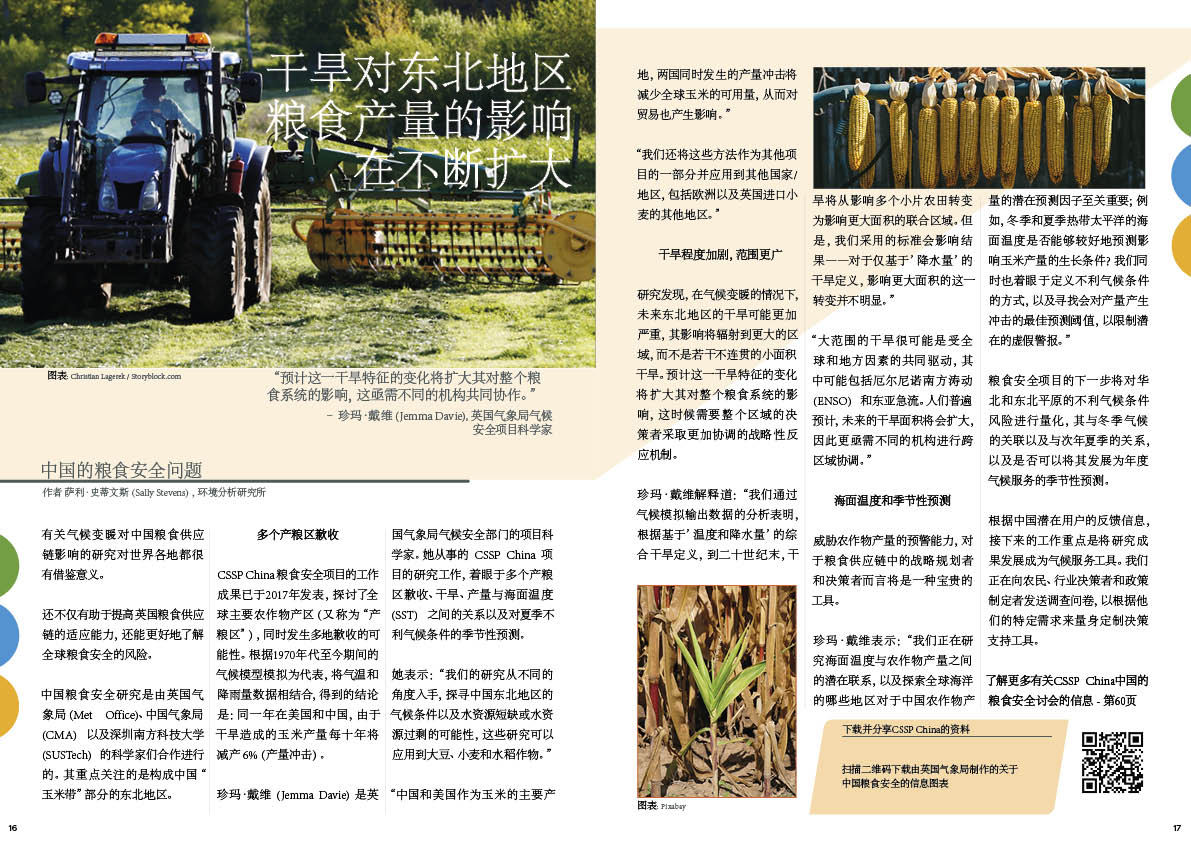 干旱对东北地区
粮食产量的影响
在不断扩大
图表: Christian Lagerek / Storyblock.com
“预计这一干旱特征的变化将扩大其对整个粮
食系统的影响, 这亟需不同的机构共同协作。”
– 珍玛·戴维 (Jemma Davie), 英国气象局气候
安全项目科学家
中国的粮食安全问题
作者 萨利·史蒂文斯 (Sally Stevens) , 环境分析研究所
有关气候变暖对中国粮食供应
链影响的研究对世界各地都很
有借鉴意义。
还不仅有助于提高英国粮食供应
链的适应能力, 还能更好地了解
全球粮食安全的风险。
中国粮食安全研究是由英国气
象局 (Met Office)、中国气象局
(CMA) 以及深圳南方科技大学
(SUSTech) 的科学家们合作进行
的。其重点关注的是构成中国 “
玉米带” 部分的东北地区。
多个产粮区歉收
CSSP China粮食安全项目的工作
成果已于2017年发表, 探讨了全
球主要农作物产区 (又称为 “产
粮区” ) , 同时发生多地歉收的可
能性。根据1970年代至今期间的
气候模型模拟为代表, 将气温和
降雨量数据相结合, 得到的结论
是: 同一年在美国和中国, 由于
干旱造成的玉米产量每十年将
减产 6% (产量冲击) 。
珍玛·戴维 (Jemma Davie) 是英
国气象局气候安全部门的项目科
学家。她从事的 CSSP China 项
目的研究工作, 着眼于多个产粮
区歉收、干旱、产量与海面温度
(SST) 之间的关系以及对夏季不
利气候条件的季节性预测。
她表示: “我们的研究从不同的
角度入手, 探寻中国东北地区的
气候条件以及水资源短缺或水资
源过剩的可能性, 这些研究可以
应用到大豆、小麦和水稻作物。”
“中国和美国作为玉米的主要产
16
地, 两国同时发生的产量冲击将
减少全球玉米的可用量, 从而对
贸易也产生影响。”
“我们还将这些方法作为其他项
目的一部分并应用到其他国家/
地区, 包括欧洲以及英国进口小
麦的其他地区。”
干旱程度加剧, 范围更广
研究发现, 在气候变暖的情况下,
未来东北地区的干旱可能更加
严重, 其影响将辐射到更大的区
域, 而不是若干不连贯的小面积
干旱。预计这一干旱特征的变化
将扩大其对整个粮食系统的影
响, 这时候需要整个区域的决
策者采取更加协调的战略性反
应机制。
珍玛·戴维解释道: “我们通过
气候模拟输出数据的分析表明,
根据基于’ 温度和降水量’ 的综
合干旱定义, 到二十世纪末, 干
图表: Pixabay
旱将从影响多个小片农田转变
为影响更大面积的联合区域。但
是, 我们采用的标准会影响结
果——对于仅基于’ 降水量’ 的
干旱定义, 影响更大面积的这一
转变并不明显。”
“大范围的干旱很可能是受全
球和地方因素的共同驱动, 其
中可能包括厄尔尼诺南方涛动
(ENSO) 和东亚急流。人们普遍
预计, 未来的干旱面积将会扩大,
因此更亟需不同的机构进行跨
区域协调。”
海面温度和季节性预测
威胁农作物产量的预警能力, 对
于粮食供应链中的战略规划者
和决策者而言将是一种宝贵的
工具。
珍玛·戴维表示: “我们正在研
究海面温度与农作物产量之间
的潜在联系, 以及探索全球海洋
的哪些地区对于中国农作物产
量的潜在预测因子至关重要; 例
如, 冬季和夏季热带太平洋的海
面温度是否能够较好地预测影
响玉米产量的生长条件? 我们同
时也着眼于定义不利气候条件
的方式, 以及寻找会对产量产生
冲击的最佳预测阈值, 以限制潜
在的虚假警报。”
粮食安全项目的下一步将对华
北和东北平原的不利气候条件
风险进行量化, 其与冬季气候
的关联以及与次年夏季的关系,
以及是否可以将其发展为年度
气候服务的季节性预测。
根据中国潜在用户的反馈信息,
接下来的工作重点是将研究成
果发展成为气候服务工具。我们
正在向农民、行业决策者和政策
制定者发送调查问卷, 以根据他
们的特定需求来量身定制决策
支持工具。
了解更多有关CSSP China中国的
粮食安全讨会的信息 - 第60页
下载并分享CSSP China的资料
扫描二维码下载由英国气象局制作的关于
中国粮食安全的信息图表
17